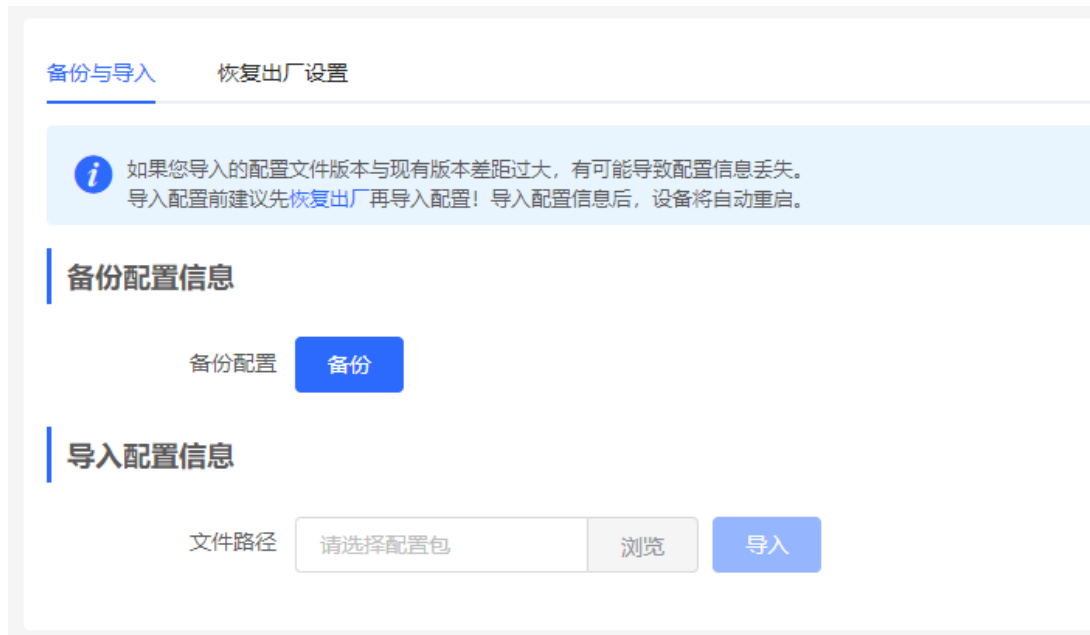 备份与导入 恢复出厂设置
如果您导入的配置文件版本与现有版本差距过大，有可能导致配置信息丢失。
导入配置前建议先恢复出厂再导入配置！导入配置信息后，设备将自动重启。
备份配置信息
备份配置 备份
导入配置信息
文件路径 请选择配置包 浏览 导入